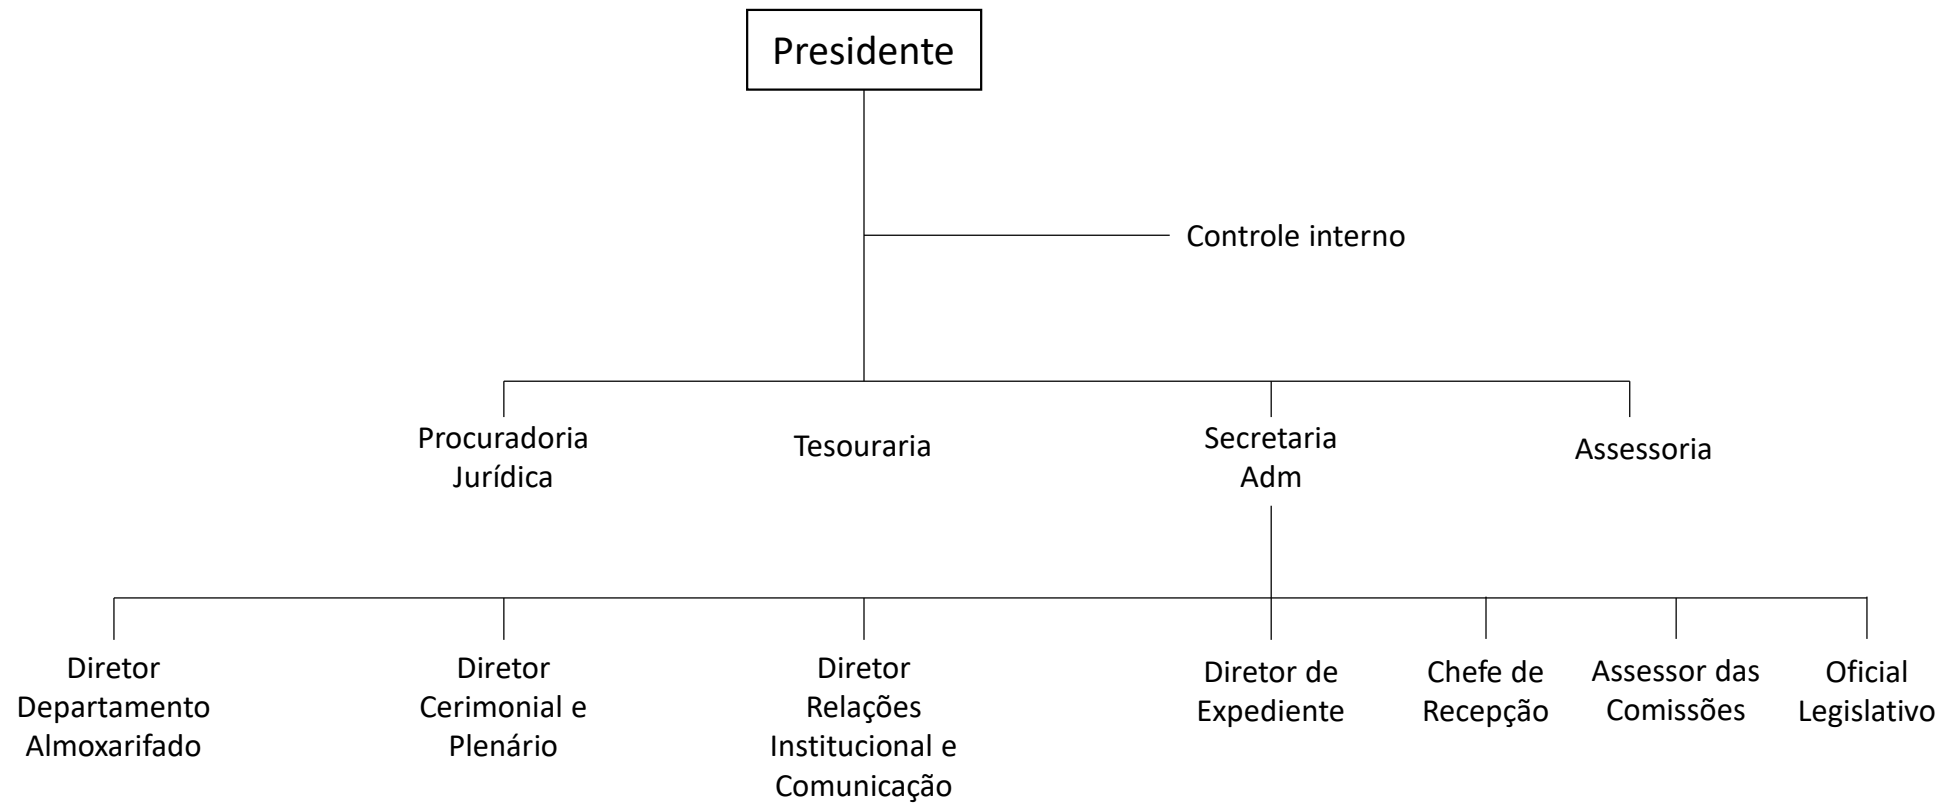 Presidente
Controle interno
Procuradoria
Jurídica
Tesouraria
Secretaria
Adm
Assessoria
Diretor
Departamento
Almoxarifado
Diretor
Cerimonial e
Plenário
Diretor
Relações
Institucional e
Comunicação
Diretor de
Expediente
Chefe de
Recepção
Assessor das
Comissões
Oficial
Legislativo